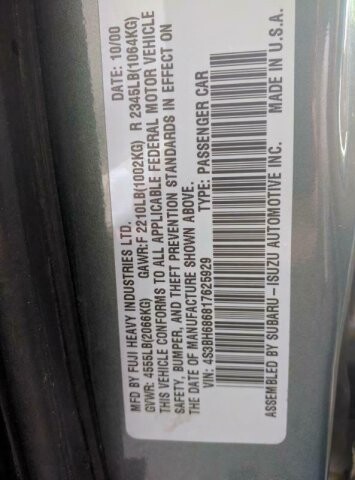 MFD BY FUJI HEAVY INDUSTRIES LTD. DATE: 10/00
GVWR: 4555LB(2066KG) GAWR:F 2210LB(1002KG) R 2345LB(1064KG)
THIS VEHICLE CONFORMS TO ALL APPLICABLE FEDERAL MOTOR VEHICLE
SAFETY, BUMPER, AND THEFT PREVENTION STANDARDS IN EFFECT ON
DATE OF MANUFACTURE SHOWN ABOVE.
VIN: 4S3BH686817625929 TYPE: PASSENGER CAR
ASSEMBLED BY SUBARU-ISUZU AUTOMOTIVE INC. MADE IN U.S.A.